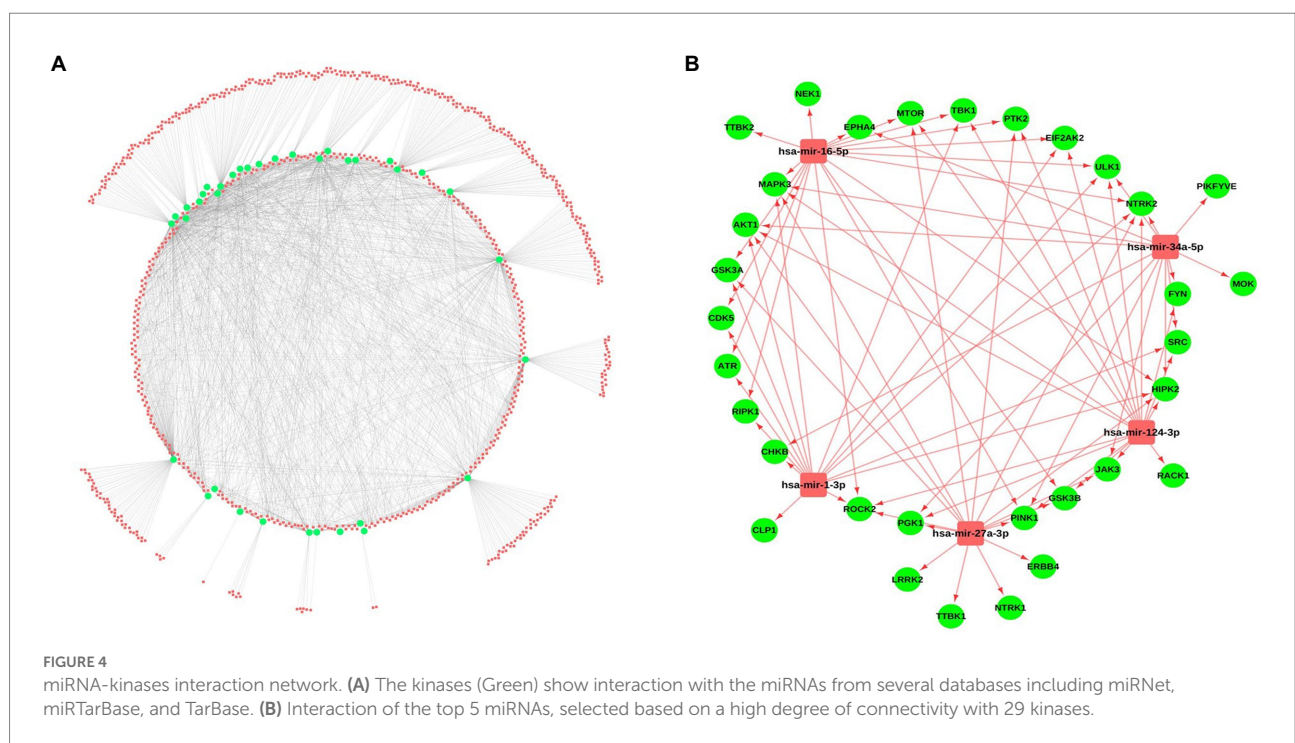 A
B
NEK1
TTBK2
EPHA4
MTOR
TBK1
PTK2
EIF2AK2
hsa-mir-16-5p
ULK1
MAPK3
PIKFYVE
NTRK2
AKT1
hsa-mir-34a-5p
GSK3A
MOK
FYN
CDK5
SRC
ATR
HIPK2
RIPK1
hsa-mir-124-3p
CHKB
JAK3
RACK1
hsa-mir-1-3p
GSK3B
ROCK2
PGK1
PINK1
CLP1
hsa-mir-27a-3p
ERBB4
LRRK2
NTRK1
TTBK1
FIGURE 4
miRNA-kinases interaction network. (A) The kinases (Green) show interaction with the miRNAs from several databases including miRNet,
miRTarBase, and TarBase. (B) Interaction of the top 5 miRNAs, selected based on a high degree of connectivity with 29 kinases.